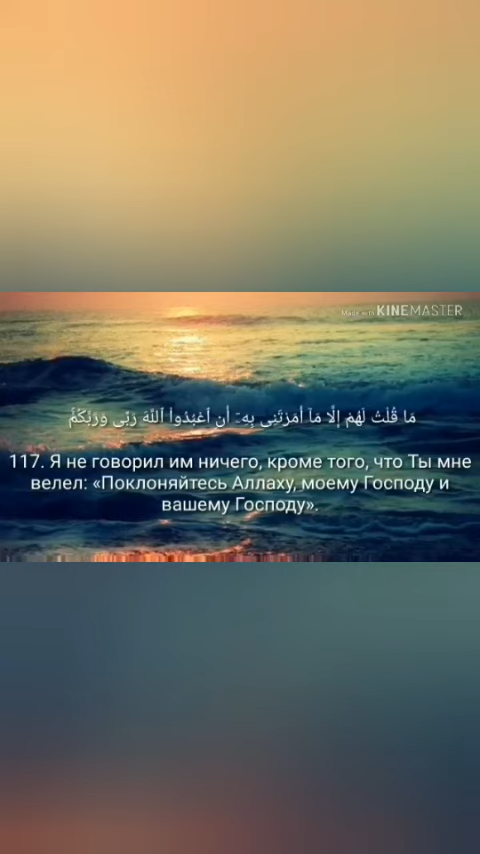 Made with KINEMASTER
مَا قُلْتُ لَهُمْ إِلَّا مَآ أَمَرْتَنِى بِهِۦٓ أَنِ ٱعْبُدُوا۟ ٱللَّهَ رَبِّى وَرَبَّكُمْ ۚ
117. Я не говорил им ничего, кроме того, что Ты мне
велел: «Поклоняйтесь Аллаху, моему Господу и
вашему Господу».